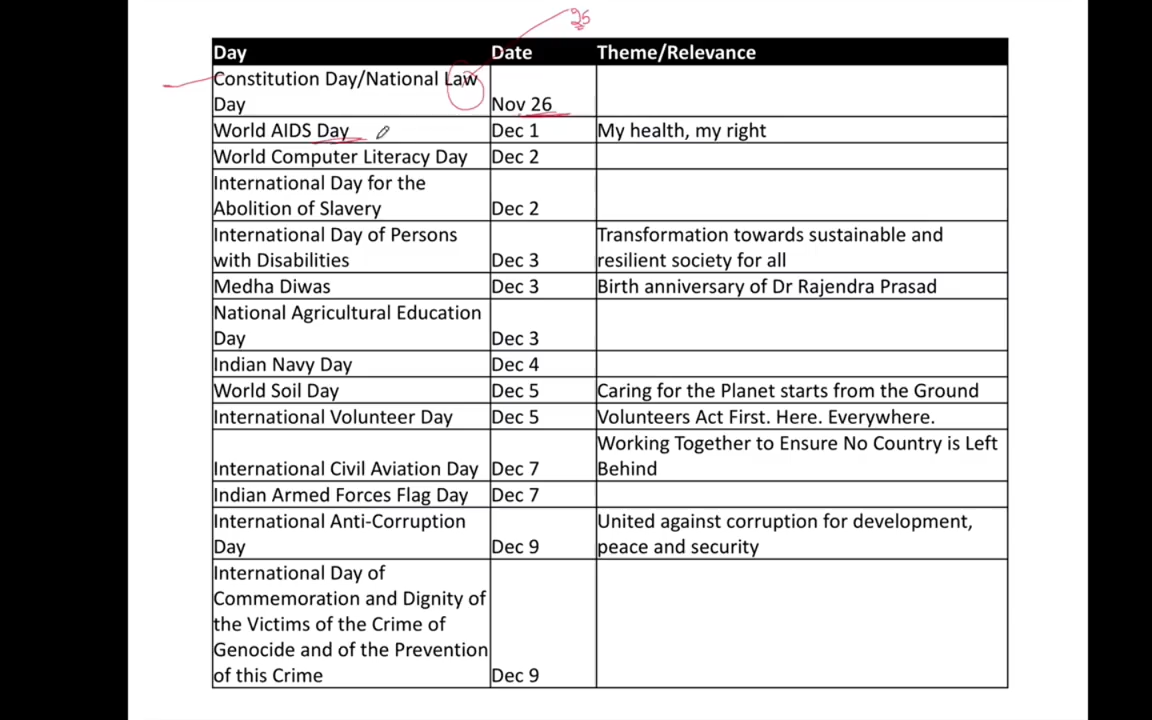 26
Day Date Theme/Relevance
Constitution Day/National Law
Day Nov 26
World AIDS Day Dec 1 My health, my right
World Computer Literacy Day Dec 2
International Day for the
Abolition of Slavery Dec 2
International Day of Persons Transformation towards sustainable and
with Disabilities Dec 3 resilient society for all
Medha Diwas Dec 3 Birth anniversary of Dr Rajendra Prasad
National Agricultural Education
Day Dec 3
Indian Navy Day Dec 4
World Soil Day Dec 5 Caring for the Planet starts from the Ground
International Volunteer Day Dec 5 Volunteers Act First. Here. Everywhere.
Working Together to Ensure No Country is Left
International Civil Aviation Day Dec 7 Behind
Indian Armed Forces Flag Day Dec 7
International Anti-Corruption United against corruption for development,
Day Dec 9 peace and security
International Day of
Commemoration and Dignity of
the Victims of the Crime of
Genocide and of the Prevention
of this Crime Dec 9